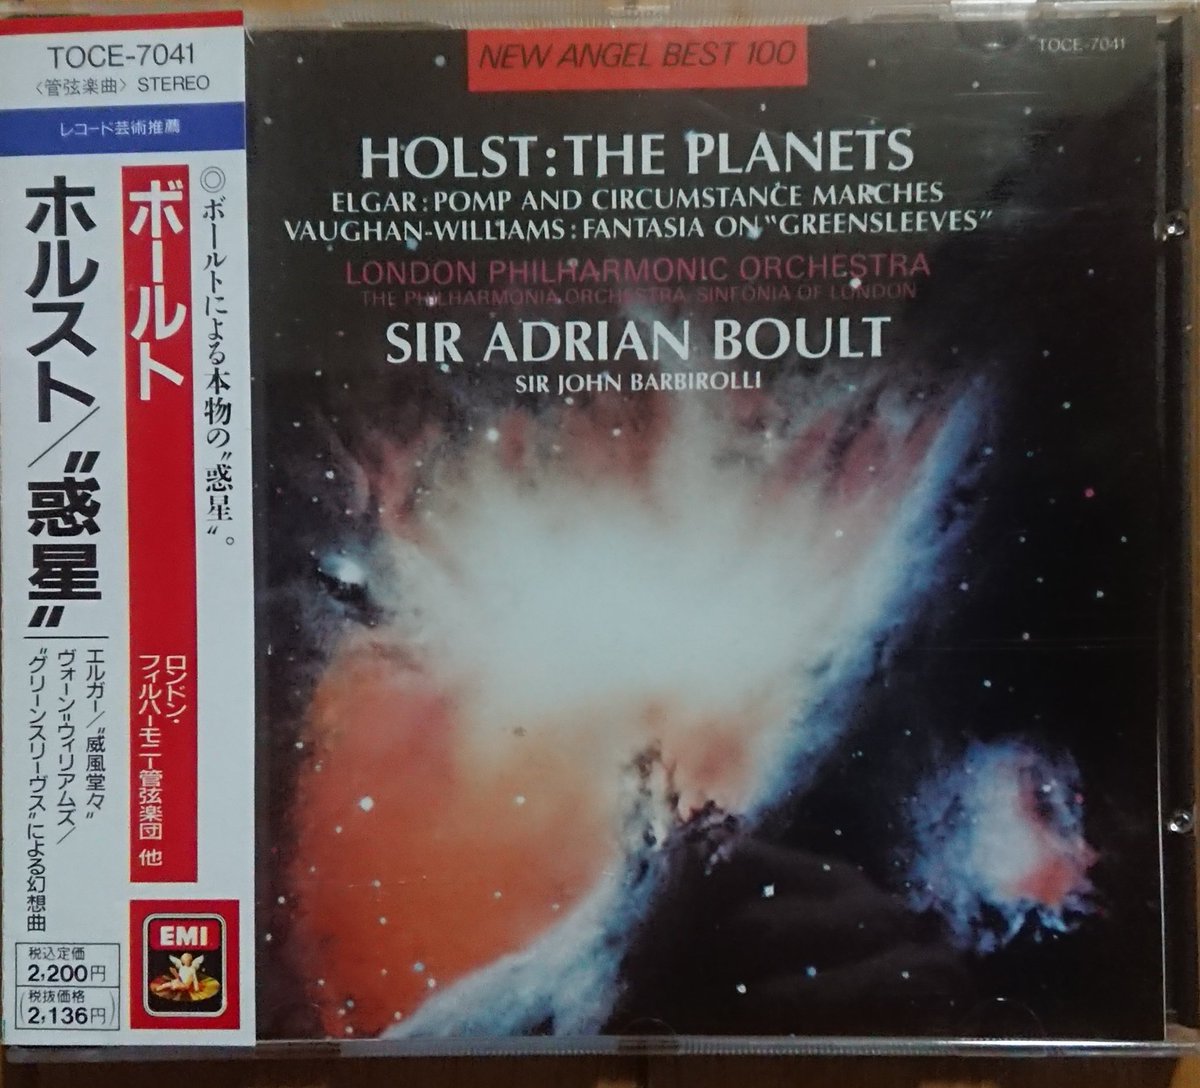 TOCE-7041
〈管弦楽曲〉 STEREO
レコード芸術推薦
◎ボールトによる本物の〝惑星〟。
ボールト
ロンドン・
フィルハーモニー管弦楽団 他
ホルスト/〝惑星〟
エルガー/〝威風堂々〟
ヴォーン=ウィリアムズ/
〝グリーンスリーヴス〟による幻想曲
税込定価
2,200円
(税抜価格
2,136円)
EMI
NEW ANGEL BEST 100
TOCE-7041
HOLST:THE PLANETS
ELGAR:POMP AND CIRCUMSTANCE MARCHES
VAUGHAN-WILLIAMS:FANTASIA ON "GREENSLEEVES"
LONDON PHILHARMONIC ORCHESTRA
THE PHILHARMONIA ORCHESTRA, SINFONIA OF LONDON
SIR ADRIAN BOULT
SIR JOHN BARBIROLLI